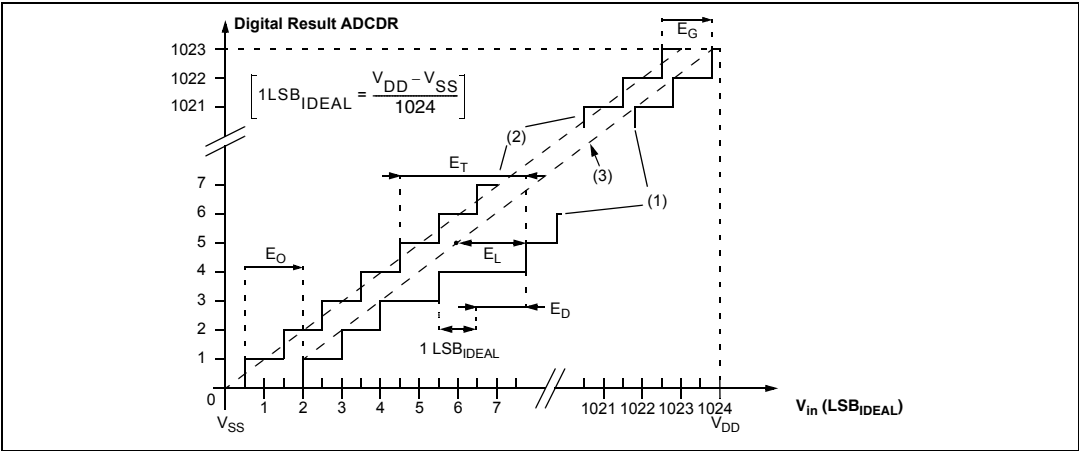 Digital Result ADCDR
E_G
1023
1022
1021
1LSB_IDEAL = (V_DD – V_SS) / 1024
(2)
E_T
(3)
7
(1)
6
5
E_O
E_L
4
3
E_D
2
1 LSB_IDEAL
1
0
1 2 3 4 5 6 7 1021 1022 1023 1024
V_in (LSB_IDEAL)
V_SS
V_DD